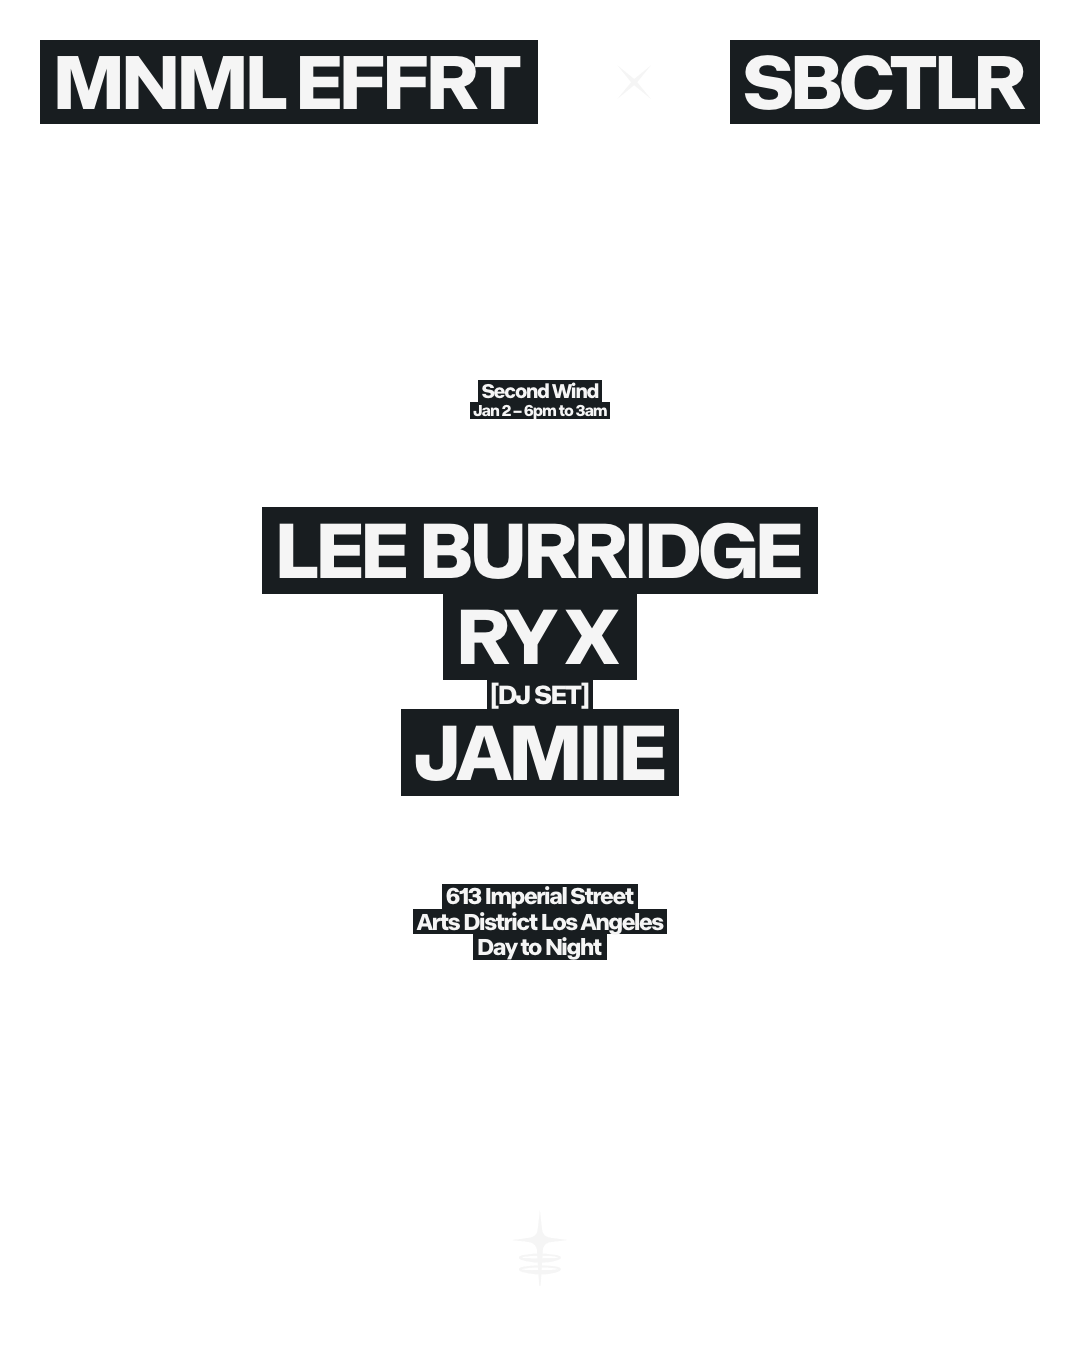 MNML EFFRT
SBCTLR
Second Wind
Jan 2 – 6pm to 3am
LEE BURRIDGE
RY X
[DJ SET]
JAMIIE
613 Imperial Street
Arts District Los Angeles
Day to Night